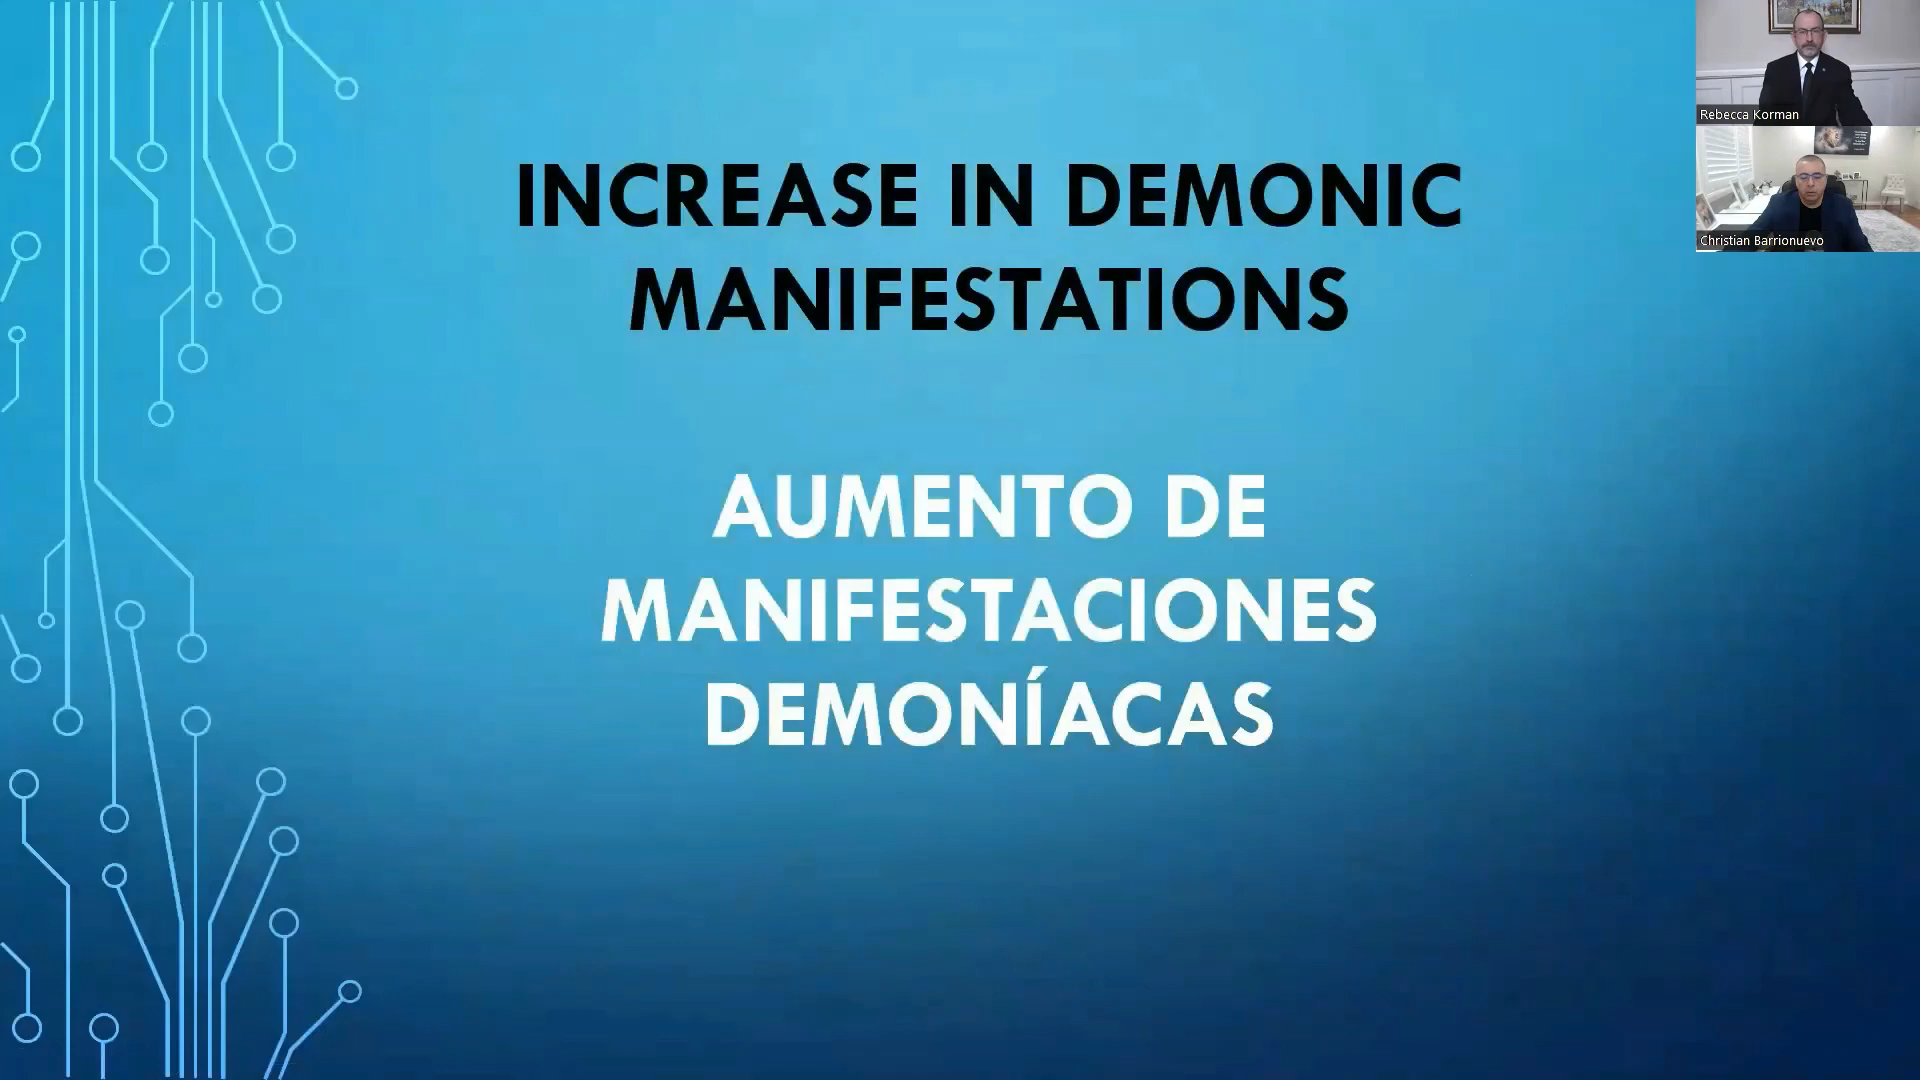 INCREASE IN DEMONIC
MANIFESTATIONS
AUMENTO DE
MANIFESTACIONES
DEMONÍACAS
Rebecca Korman
Christian Barrionuevo